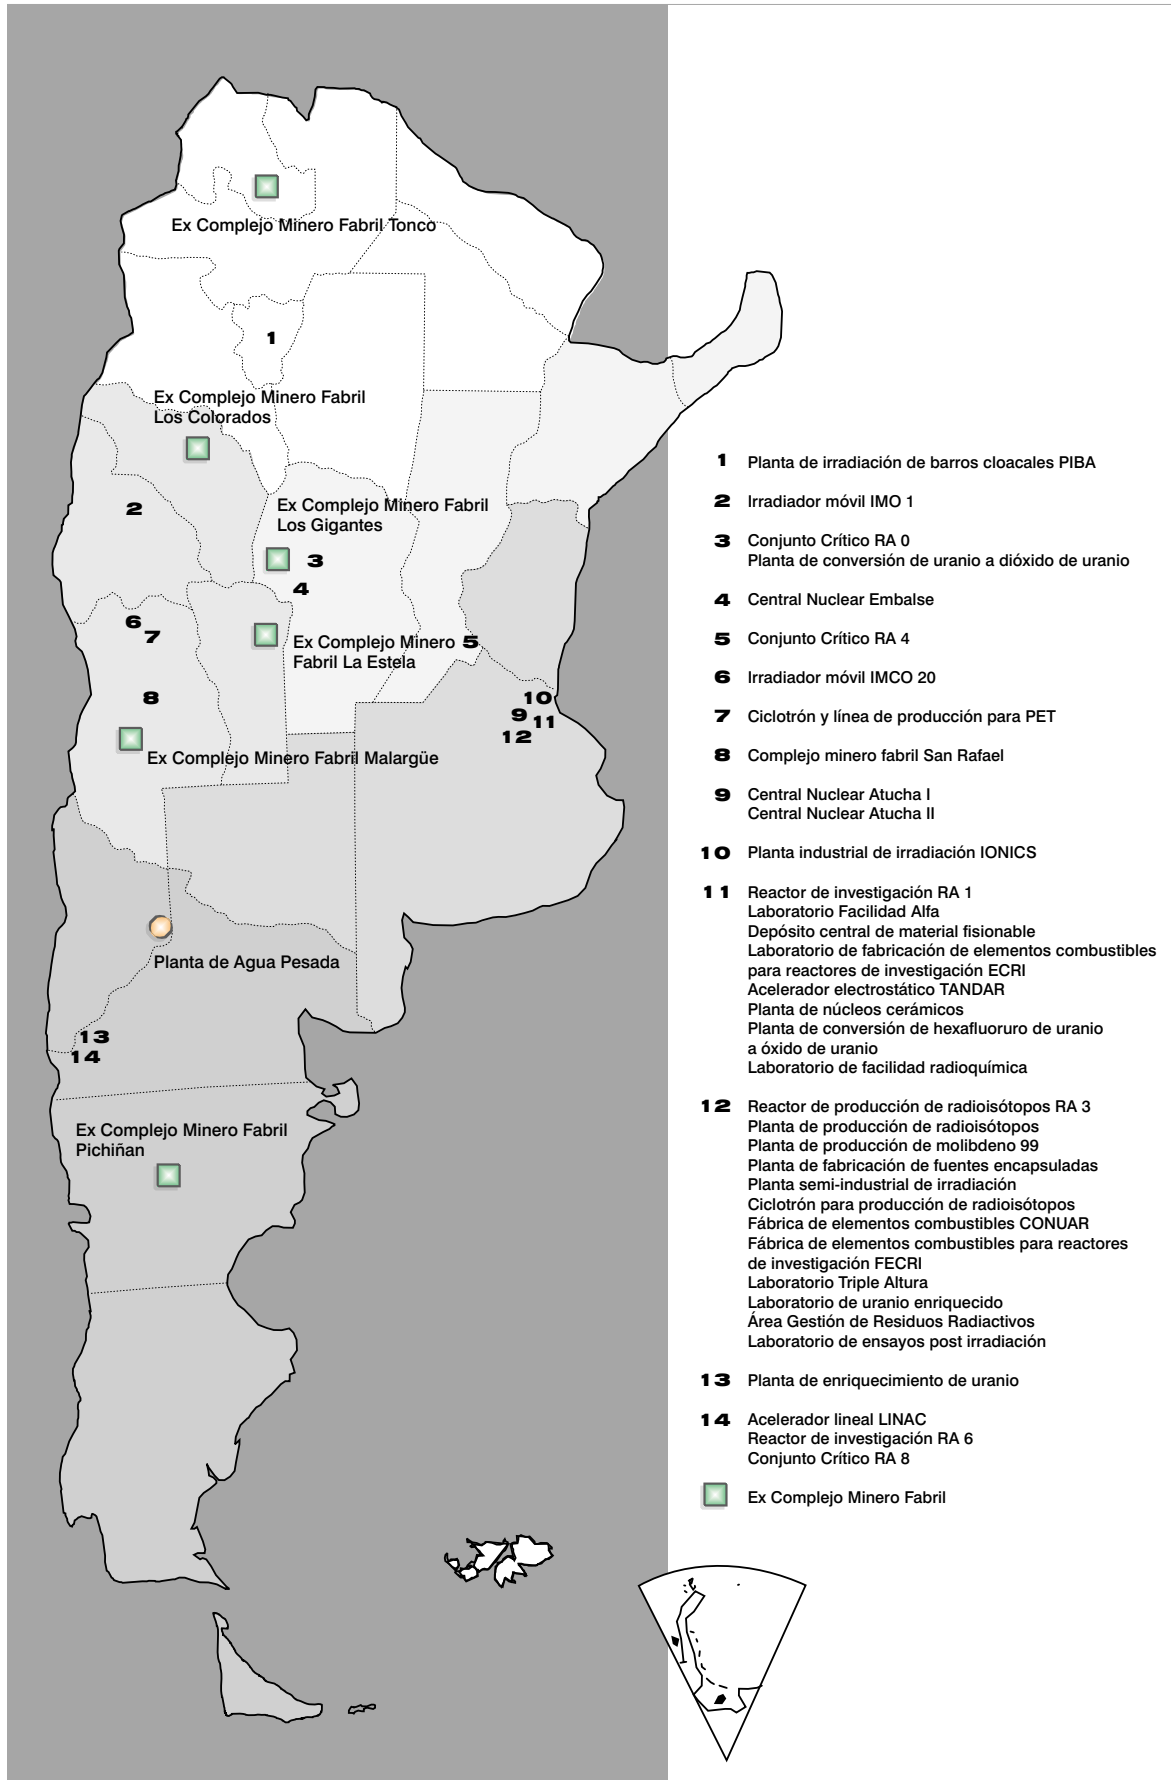 Ex Complejo Minero Fabril Tonco
1
Ex Complejo Minero Fabril
Los Colorados
2
Ex Complejo Minero Fabril
Los Gigantes
3
4
6
7
Ex Complejo Minero
Fabril La Estela
5
8
10
9
11
12
Ex Complejo Minero Fabril Malargüe
Planta de Agua Pesada
13
14
Ex Complejo Minero Fabril
Pichiñan
1 Planta de irradiación de barros cloacales PIBA
2 Irradiador móvil IMO 1
3 Conjunto Crítico RA 0
Planta de conversión de uranio a dióxido de uranio
4 Central Nuclear Embalse
5 Conjunto Crítico RA 4
6 Irradiador móvil IMCO 20
7 Ciclotrón y línea de producción para PET
8 Complejo minero fabril San Rafael
9 Central Nuclear Atucha I
Central Nuclear Atucha II
10 Planta industrial de irradiación IONICS
11 Reactor de investigación RA 1
Laboratorio Facilidad Alfa
Depósito central de material fisionable
Laboratorio de fabricación de elementos combustibles
para reactores de investigación ECRI
Acelerador electrostático TANDAR
Planta de núcleos cerámicos
Planta de conversión de hexafluoruro de uranio
a óxido de uranio
Laboratorio de facilidad radioquímica
12 Reactor de producción de radioisótopos RA 3
Planta de producción de radioisótopos
Planta de producción de molibdeno 99
Planta de fabricación de fuentes encapsuladas
Planta semi-industrial de irradiación
Ciclotrón para producción de radioisótopos
Fábrica de elementos combustibles CONUAR
Fábrica de elementos combustibles para reactores
de investigación FECRI
Laboratorio Triple Altura
Laboratorio de uranio enriquecido
Área Gestión de Residuos Radiactivos
Laboratorio de ensayos post irradiación
13 Planta de enriquecimiento de uranio
14 Acelerador lineal LINAC
Reactor de investigación RA 6
Conjunto Crítico RA 8
Ex Complejo Minero Fabril